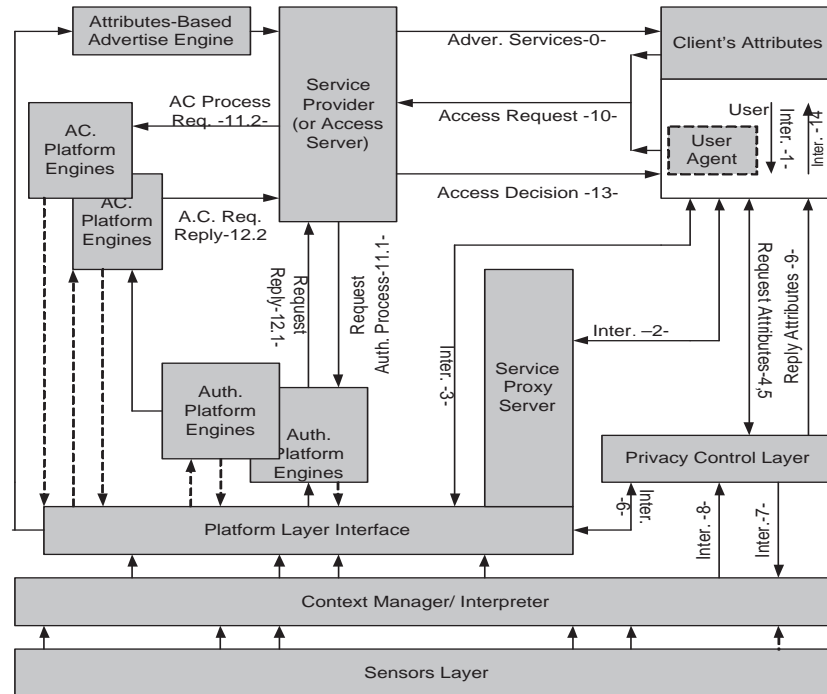 Attributes-Based
Advertise Engine
Service
Provider
(or Access
Server)
Adver. Services-0-
Client's Attributes
AC Process
Req. -11.2-
Access Request -10-
User
Inter. -1-
Inter. -14
User
Agent
AC.
Platform
Engines
AC.
Platform
Engines
A.C. Req.
Reply-12.2
Access Decision -13-
Request
Reply-12.1-
Request
Auth. Process-11.1-
Inter. -3-
Inter. –2-
Request Attributes-4,5
Reply Attributes -9-
Service
Proxy
Server
Auth.
Platform
Engines
Auth.
Platform
Engines
Privacy Control Layer
Inter.
-6-
Inter. -8-
Inter.-7-
Platform Layer Interface
Context Manager/ Interpreter
Sensors Layer